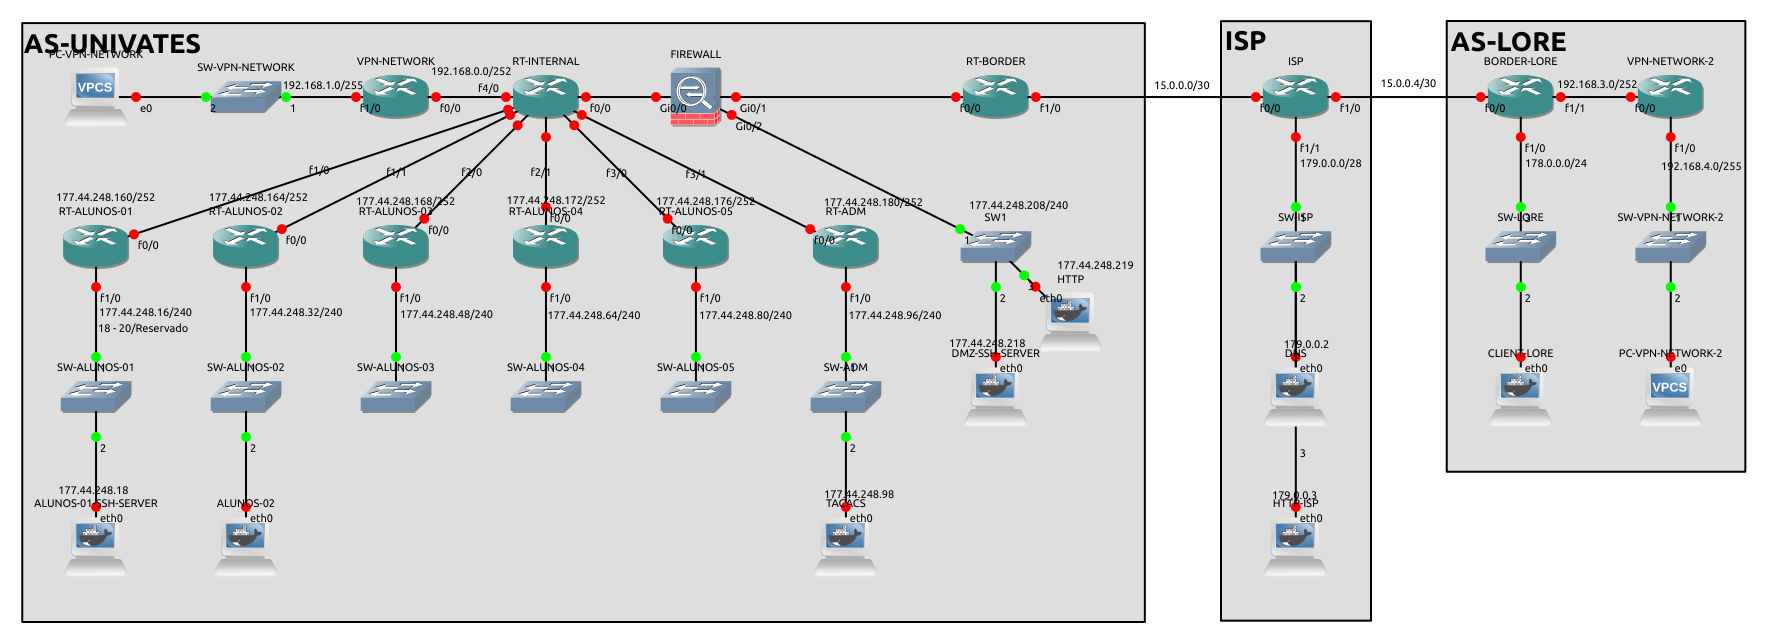 AS-UNIVATES
ISP
AS-LORE
PC-VPN-NETWORK
SW-VPN-NETWORK
VPN-NETWORK
RT-INTERNAL
FIREWALL
RT-BORDER
ISP
BORDER-LORE
VPN-NETWORK-2
VPCS
192.168.1.0/255
192.168.0.0/252
f4/0
15.0.0.0/30
15.0.0.4/30
192.168.3.0/252
e0
2
1
f1/0
f0/0
f0/0
Gi0/0
Gi0/1
Gi0/2
f0/0
f1/0
f0/0
f1/0
f0/0
f1/1
f0/0
f1/1
179.0.0.0/28
f1/0
178.0.0.0/24
f1/0
192.168.4.0/255
f1/0
f1/1
f2/0
f2/1
f3/0
f3/1
177.44.248.160/252
177.44.248.164/252
177.44.248.168/252
177.44.248.172/252
177.44.248.176/252
177.44.248.180/252
177.44.248.208/240
RT-ALUNOS-01
RT-ALUNOS-02
RT-ALUNOS-03
RT-ALUNOS-04
RT-ALUNOS-05
RT-ADM
SW1
SW-ISP
SW-LORE
SW-VPN-NETWORK-2
f0/0
f0/0
f0/0
f0/0
f0/0
f0/0
1
177.44.248.219
HTTP
3
eth0
f1/0
f1/0
f1/0
f1/0
f1/0
f1/0
2
2
2
2
177.44.248.16/240
177.44.248.32/240
177.44.248.48/240
177.44.248.64/240
177.44.248.80/240
177.44.248.96/240
18 - 20/Reservado
177.44.248.218
DMZ-SSH-SERVER
eth0
179.0.0.2
DNS
eth0
CLIENT-LORE
eth0
PC-VPN-NETWORK-2
e0
VPCS
SW-ALUNOS-01
SW-ALUNOS-02
SW-ALUNOS-03
SW-ALUNOS-04
SW-ALUNOS-05
SW-ADM
2
2
2
3
177.44.248.18
ALUNOS-01-SSH-SERVER
eth0
ALUNOS-02
eth0
177.44.248.98
TACACS
eth0
179.0.0.3
HTTP-ISP
eth0